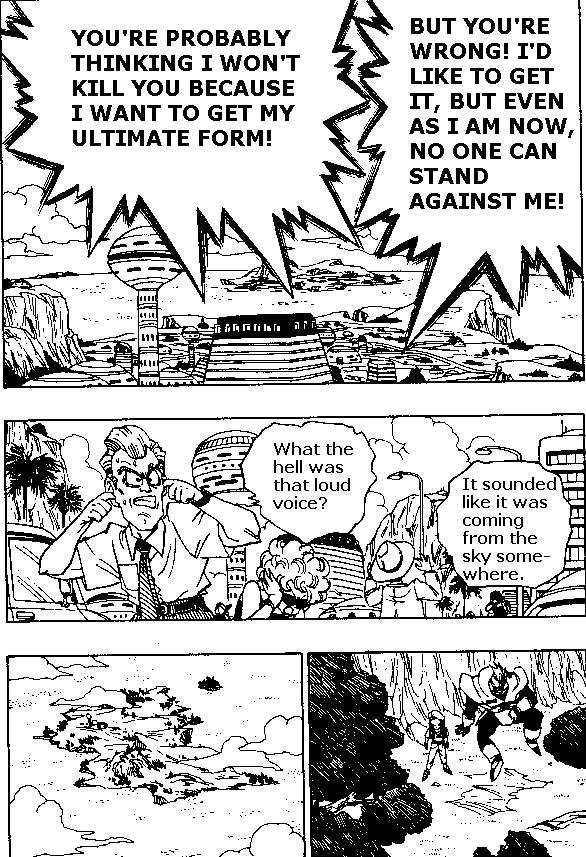 YOU'RE PROBABLY
THINKING I WON'T
KILL YOU BECAUSE
I WANT TO GET MY
ULTIMATE FORM!
BUT YOU'RE
WRONG! I'D
LIKE TO GET
IT, BUT EVEN
AS I AM NOW,
NO ONE CAN
STAND
AGAINST ME!
What the
hell was
that loud
voice?
It sounded
like it was
coming
from the
sky some-
where.